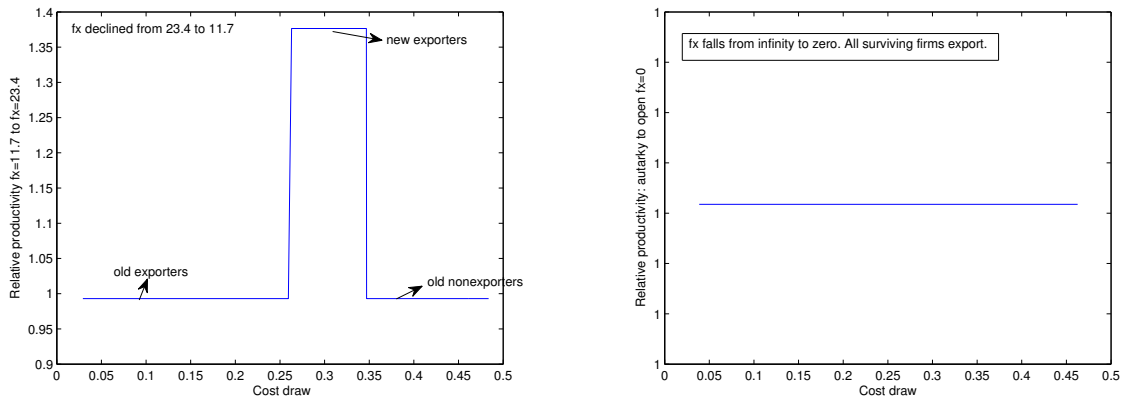 fx declined from 23.4 to 11.7
new exporters
old exporters
old nonexporters
Relative productivity fx=11.7 to fx=23.4
1.4
1.35
1.3
1.25
1.2
1.15
1.1
1.05
1
0.95
0.9
0 0.05 0.1 0.15 0.2 0.25 0.3 0.35 0.4 0.45 0.5
Cost draw
fx falls from infinity to zero. All surviving firms export.
Relative productivity: autarky to open fx=0
1
1
1
1
1
1
1
1
0 0.05 0.1 0.15 0.2 0.25 0.3 0.35 0.4 0.45 0.5
Cost draw